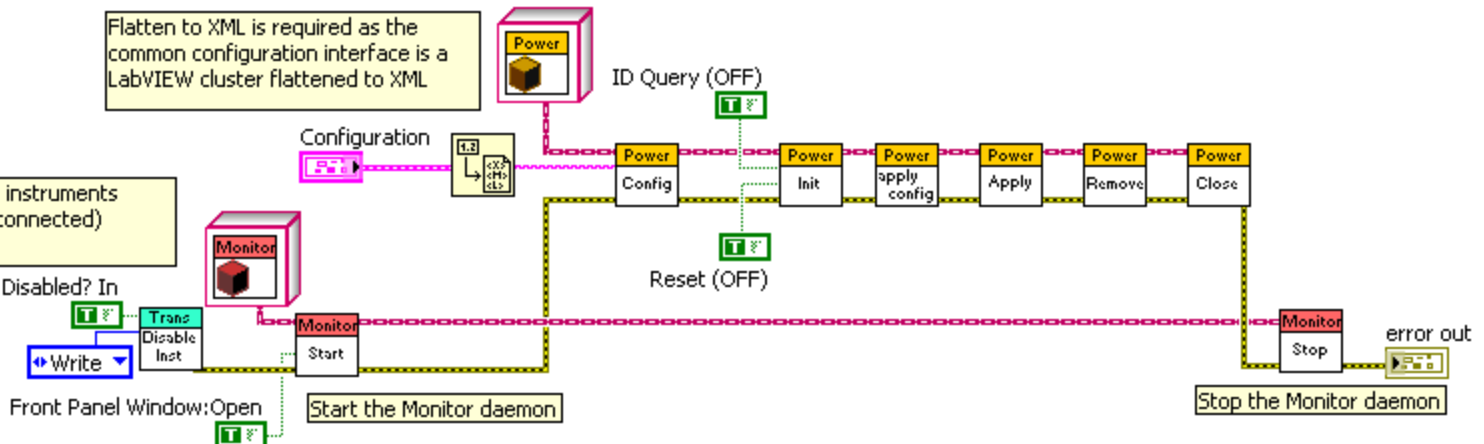 Flatten to XML is required as the
common configuration interface is a
LabVIEW cluster flattened to XML
Power
ID Query (OFF)
T
Configuration
1.2
<X>
<M>
<L>
Power
Config
Power
Init
Power
apply
config
Power
Apply
Power
Remove
Power
Close
instruments
connected)
Monitor
T
Reset (OFF)
Disabled? In
T
Trans
Disable
Inst
Write
Monitor
Start
Monitor
Stop
error out
Front Panel Window:Open
T
Start the Monitor daemon
Stop the Monitor daemon